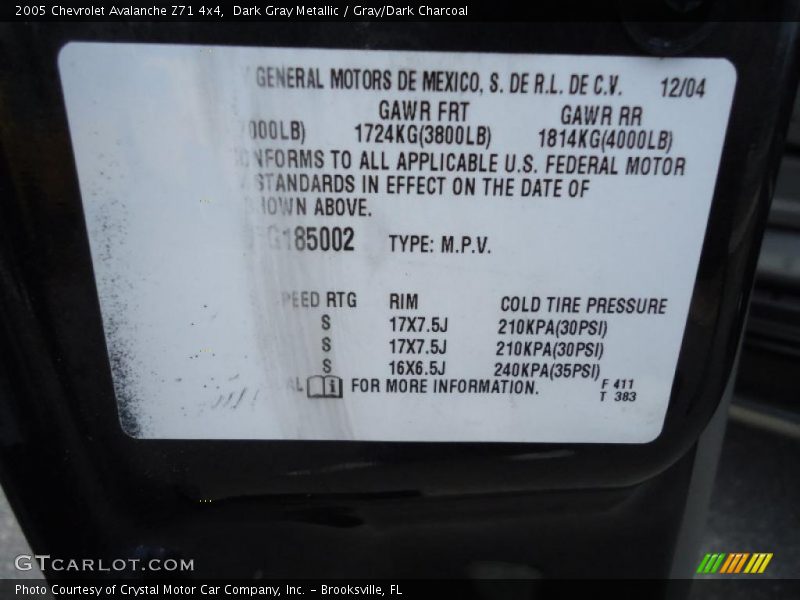 2005 Chevrolet Avalanche Z71 4x4,  Dark Gray Metallic / Gray/Dark Charcoal
GENERAL MOTORS DE MEXICO, S. DE R.L. DE C.V. 12/04
GAWR FRT GAWR RR
000LB) 1724KG(3800LB) 1814KG(4000LB)
NFORMS TO ALL APPLICABLE U.S. FEDERAL MOTOR
STANDARDS IN EFFECT ON THE DATE OF
OWN ABOVE.
G185002 TYPE: M.P.V.
PEED RTG RIM COLD TIRE PRESSURE
S 17X7.5J 210KPA(30PSI)
S 17X7.5J 210KPA(30PSI)
S 16X6.5J 240KPA(35PSI)
AL FOR MORE INFORMATION. F 411
T 383
GTCARLOT.COM
Photo Courtesy of Crystal Motor Car Company, Inc. – Brooksville, FL